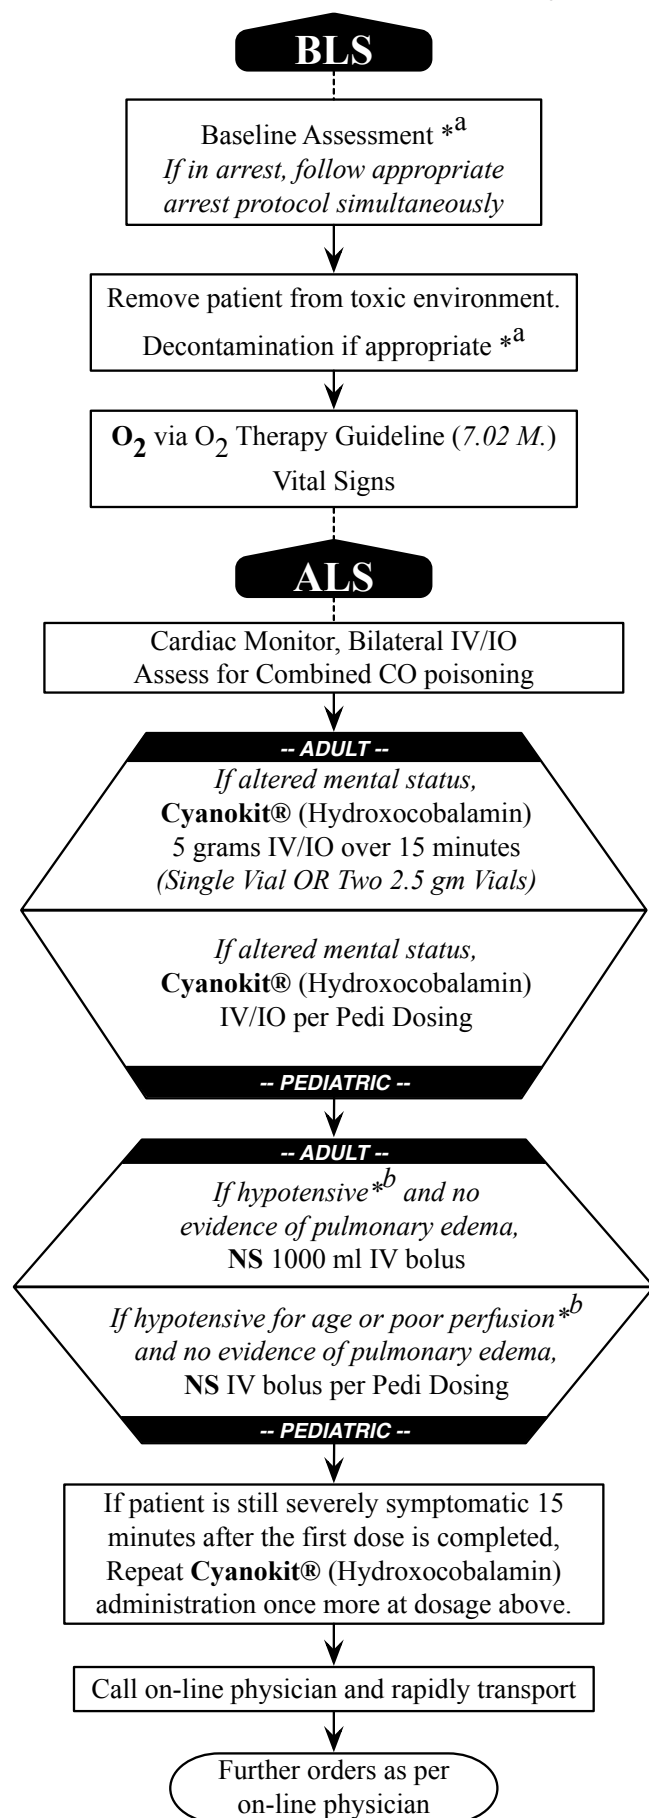 BLS
Baseline Assessment *a
If in arrest, follow appropriate
arrest protocol simultaneously
Remove patient from toxic environment.
Decontamination if appropriate *a
O2 via O2 Therapy Guideline (7.02 M.)
Vital Signs
ALS
Cardiac Monitor, Bilateral IV/IO
Assess for Combined CO poisoning
-- ADULT --
If altered mental status,
Cyanokit® (Hydroxocobalamin)
5 grams IV/IO over 15 minutes
(Single Vial OR Two 2.5 gm Vials)
If altered mental status,
Cyanokit® (Hydroxocobalamin)
IV/IO per Pedi Dosing
-- PEDIATRIC --
-- ADULT --
If hypotensive*b and no
evidence of pulmonary edema,
NS 1000 ml IV bolus
If hypotensive for age or poor perfusion*b
and no evidence of pulmonary edema,
NS IV bolus per Pedi Dosing
-- PEDIATRIC --
If patient is still severely symptomatic 15
minutes after the first dose is completed,
Repeat Cyanokit® (Hydroxocobalamin)
administration once more at dosage above.
Call on-line physician and rapidly transport
Further orders as per
on-line physician